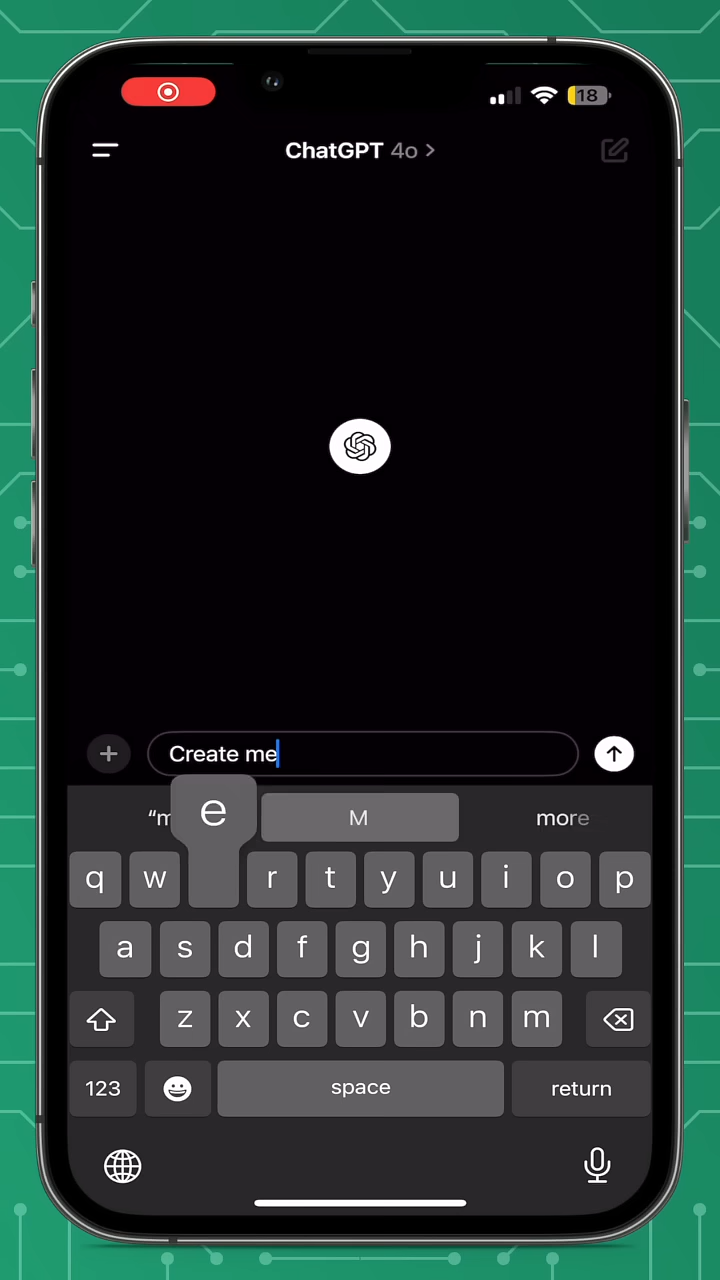 18
ChatGPT 4o >
Create me
“m M more
e
q w r t y u i o p
a s d f g h j k l
z x c v b n m
123 space return